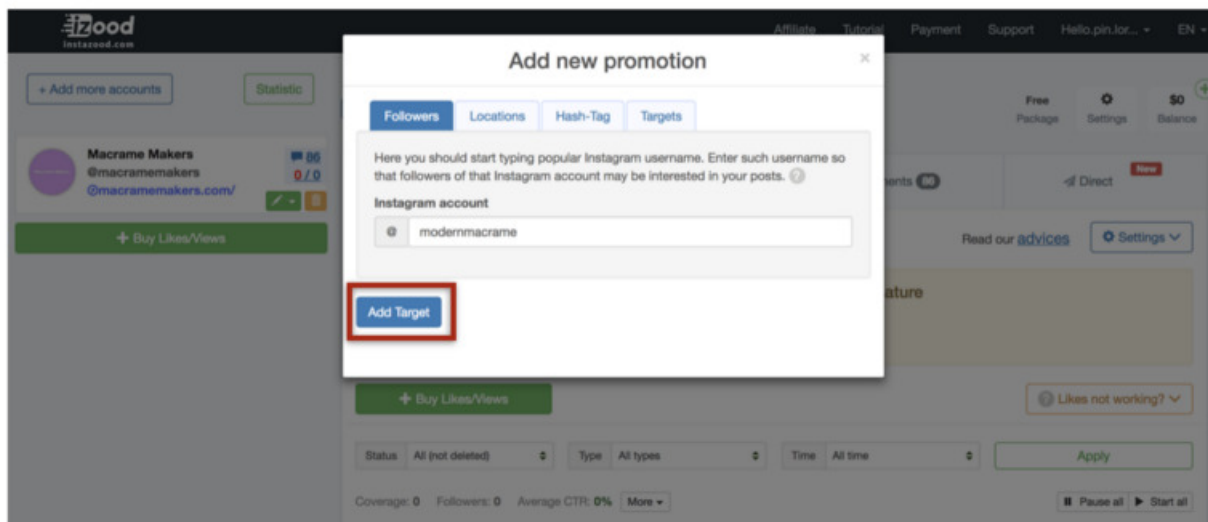 izood
instazood.com
Affiliate Tutorial Payment Support Hello.pin.lor... EN
+ Add more accounts
Statistic
Macrame Makers
@macramemakers
@macramemakers.com/
86
0 / 0
+ Buy Likes/Views
Add new promotion
×
Followers Locations Hash-Tag Targets
Here you should start typing popular Instagram username. Enter such username so
that followers of that Instagram account may be interested in your posts. ?
Instagram account
@ modernmacrame
Add Target
Free
Package
Settings
$0
Balance
ments
New
Direct
Read our advices
Settings
ature
+ Buy Likes/Views
? Likes not working?
Status All (not deleted) Type All types Time All time Apply
Coverage: 0 Followers: 0 Average CTR: 0% More
Pause all Start all